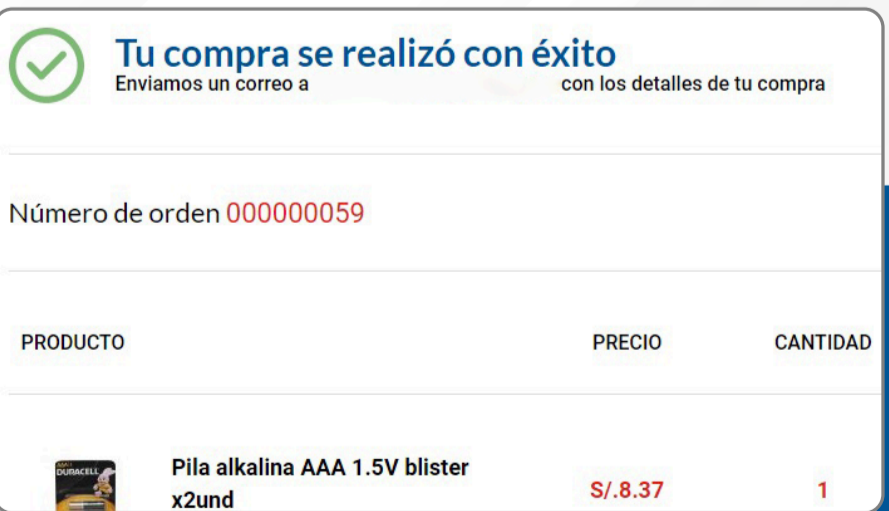 Tu compra se realizó con éxito
Enviamos un correo a con los detalles de tu compra
Número de orden 000000059
PRODUCTO PRECIO CANTIDAD
DURACELL
Pila alkalina AAA 1.5V blister
x2und
S/.8.37 1